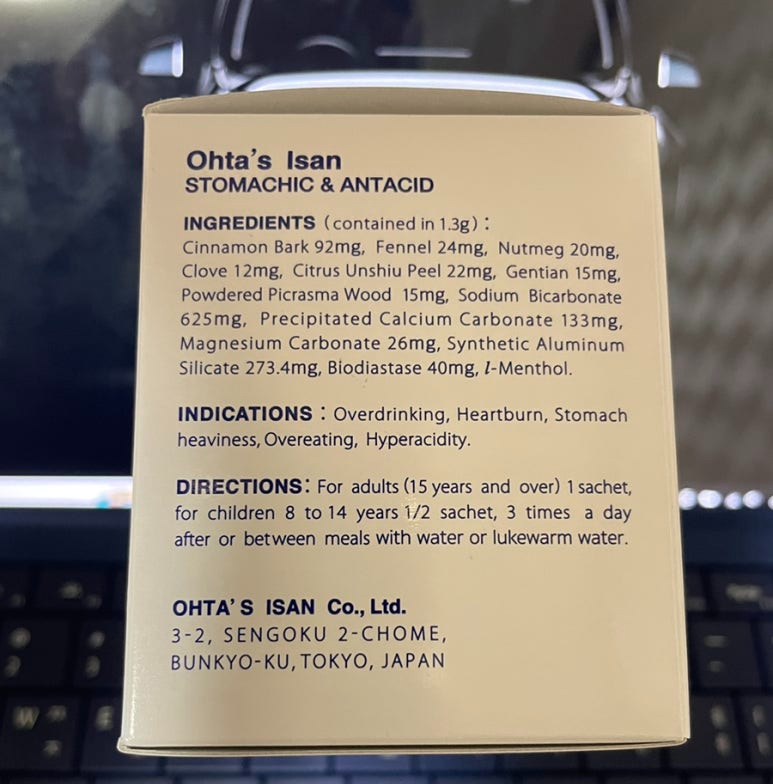 Ohta's Isan
STOMACHIC & ANTACID
INGREDIENTS (contained in 1.3g) :
Cinnamon Bark 92mg, Fennel 24mg, Nutmeg 20mg,
Clove 12mg, Citrus Unshiu Peel 22mg, Gentian 15mg,
Powdered Picrasma Wood 15mg, Sodium Bicarbonate
625mg, Precipitated Calcium Carbonate 133mg,
Magnesium Carbonate 26mg, Synthetic Aluminum
Silicate 273.4mg, Biodiastase 40mg, l-Menthol.
INDICATIONS : Overdrinking, Heartburn, Stomach
heaviness, Overeating, Hyperacidity.
DIRECTIONS: For adults (15 years and over) 1 sachet,
for children 8 to 14 years 1/2 sachet, 3 times a day
after or between meals with water or lukewarm water.
OHTA'S ISAN Co., Ltd.
3-2, SENGOKU 2-CHOME,
BUNKYO-KU, TOKYO, JAPAN
W